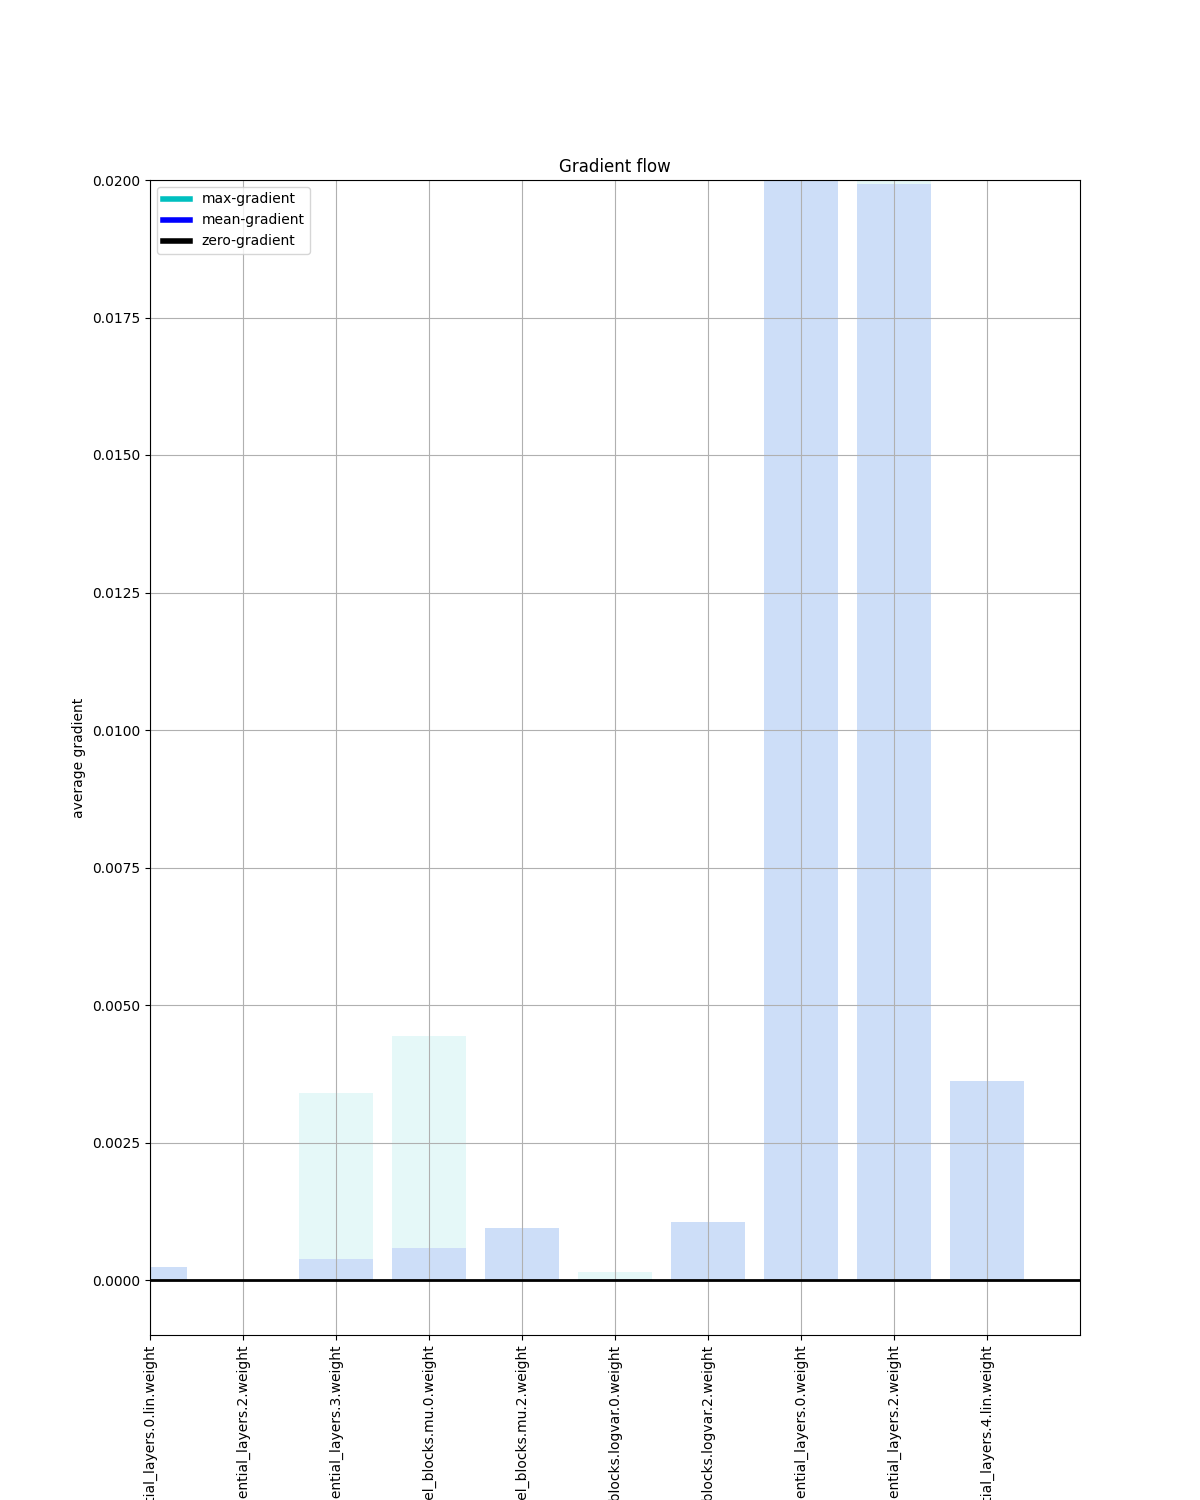 Gradient flow
max-gradient
mean-gradient
zero-gradient
0.0200
0.0175
0.0150
0.0125
0.0100
0.0075
0.0050
0.0025
0.0000
average gradient
tial_layers.0.lin.weight
ential_layers.2.weight
ential_layers.3.weight
el_blocks.mu.0.weight
el_blocks.mu.2.weight
blocks.logvar.0.weight
blocks.logvar.2.weight
ential_layers.0.weight
ential_layers.2.weight
tial_layers.4.lin.weight